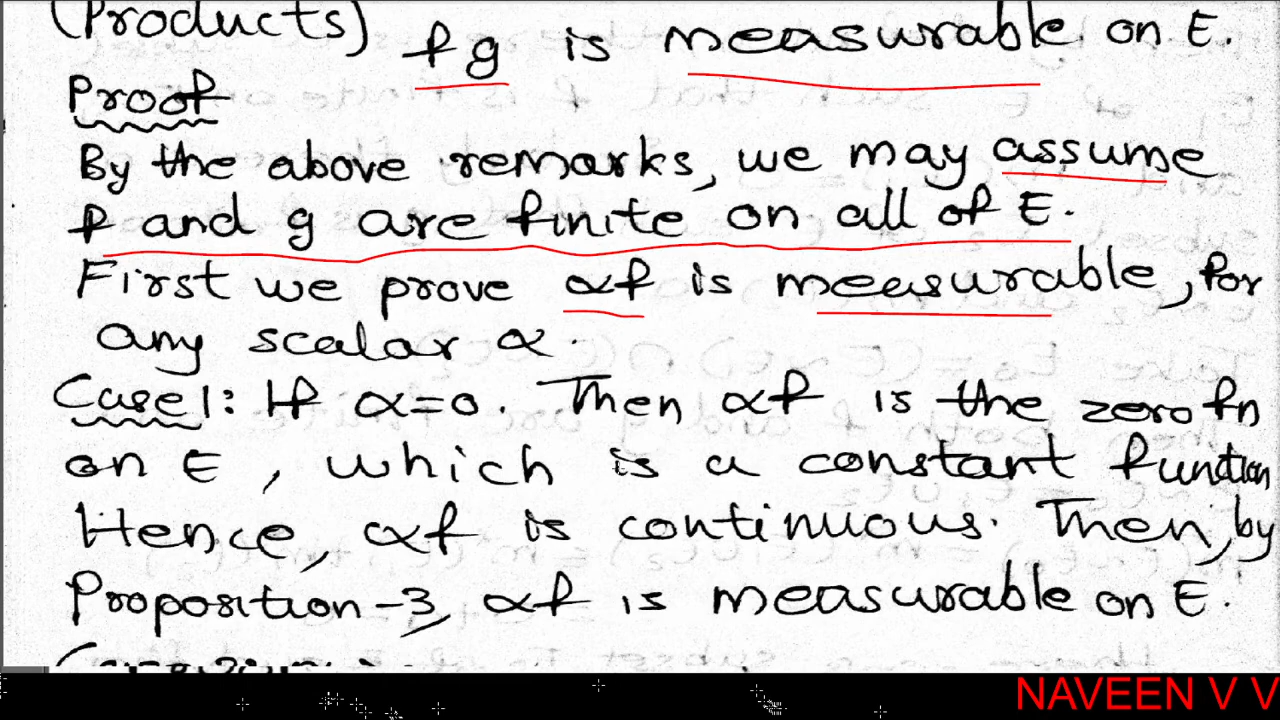 (Products) fg is measurable on E.
Proof
By the above remarks, we may assume
f and g are finite on all of E.
First we prove αf is measurable, for
any scalar α.
Case 1: If α=0. Then αf is the zero fn
on E, which is a constant function
Hence, αf is continuous. Then, by
Proposition-3, αf is measurable on E.
NAVEEN V V